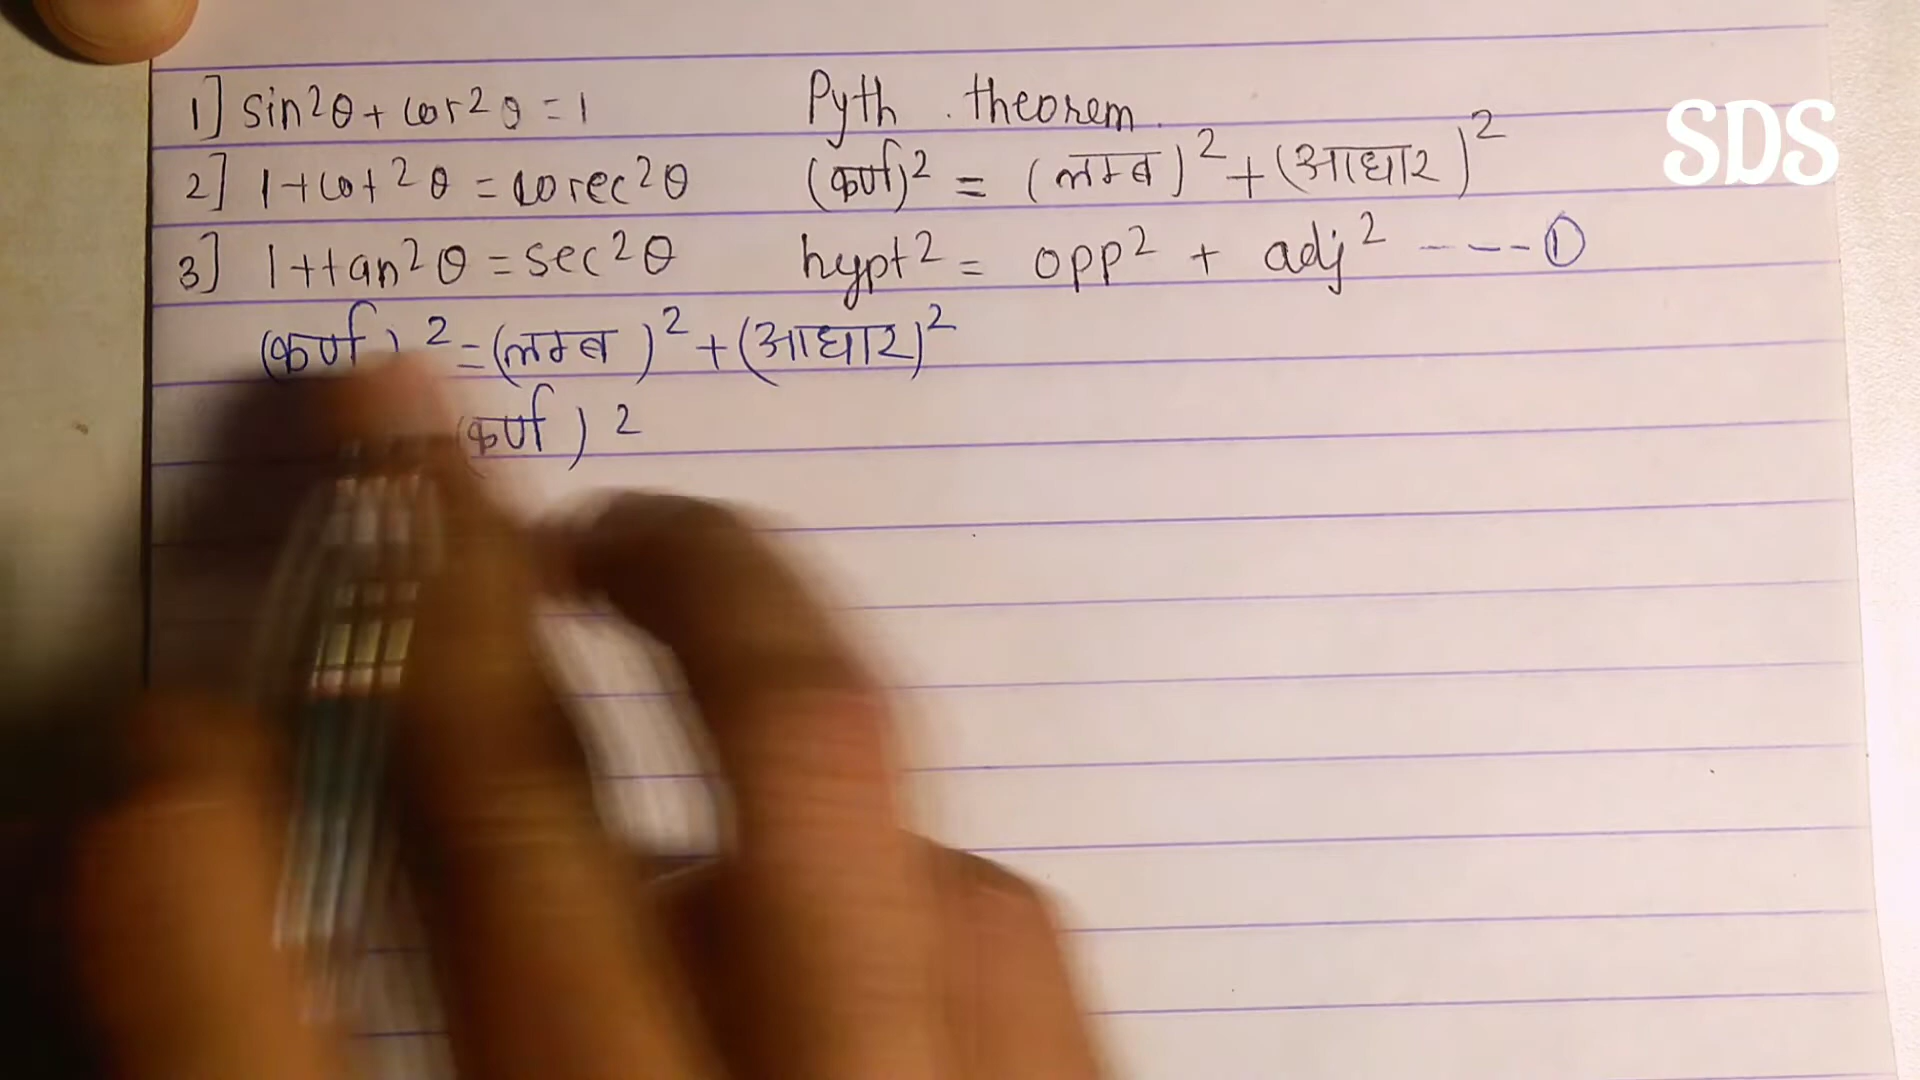 1] sin2θ + cos2θ = 1 Pyth. theorem.
SDS
2] 1+cot2θ = cosec2θ (कर्ण)2 = (लम्ब)2 + (आधार)2
3] 1+tan2θ = sec2θ hypt2 = opp2 + adj2 ---- ①
(कर्ण)2 = (लम्ब)2 + (आधार)2
(कर्ण)2